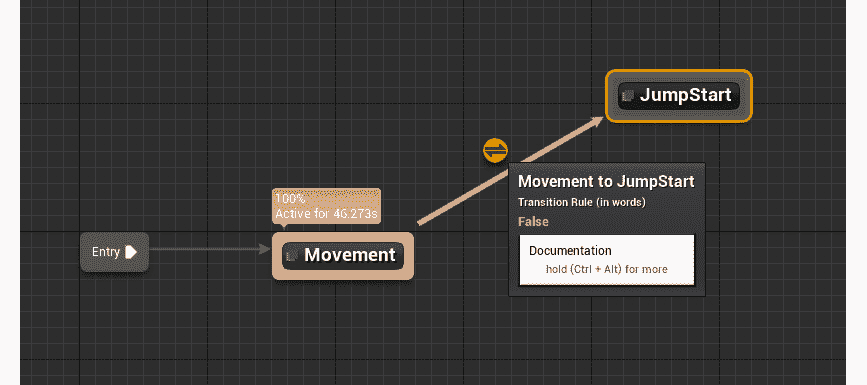 JumpStart
Movement to JumpStart
Transition Rule (in words)
False
Documentation
hold (Ctrl + Alt) for more
100%
Active for 46.273s
Entry
Movement